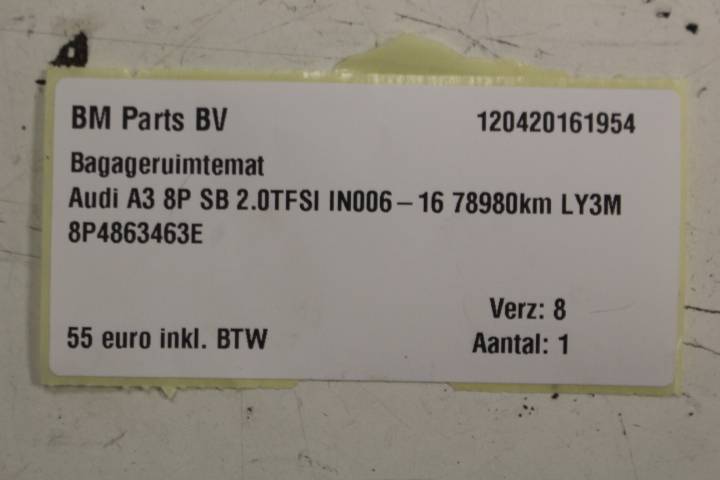 BM Parts BV 120420161954
Bagageruimtemat
Audi A3 8P SB 2.0TFSI IN006-16 78980km LY3M
8P4863463E
Verz: 8
55 euro inkl. BTW Aantal: 1